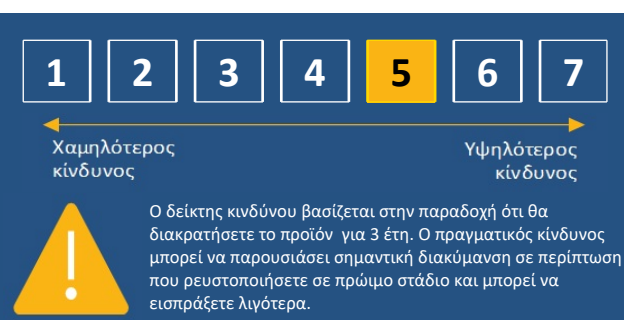 1 2 3 4 5 6 7
Χαμηλότερος Υψηλότερος
κίνδυνος κίνδυνος
Ο δείκτης κινδύνου βασίζεται στην παραδοχή ότι θα
διακρατήσετε το προϊόν για 3 έτη. Ο πραγματικός κίνδυνος
μπορεί να παρουσιάσει σημαντική διακύμανση σε περίπτωση
που ρευστοποιήσετε σε πρώιμο στάδιο και μπορεί να
εισπράξετε λιγότερα.